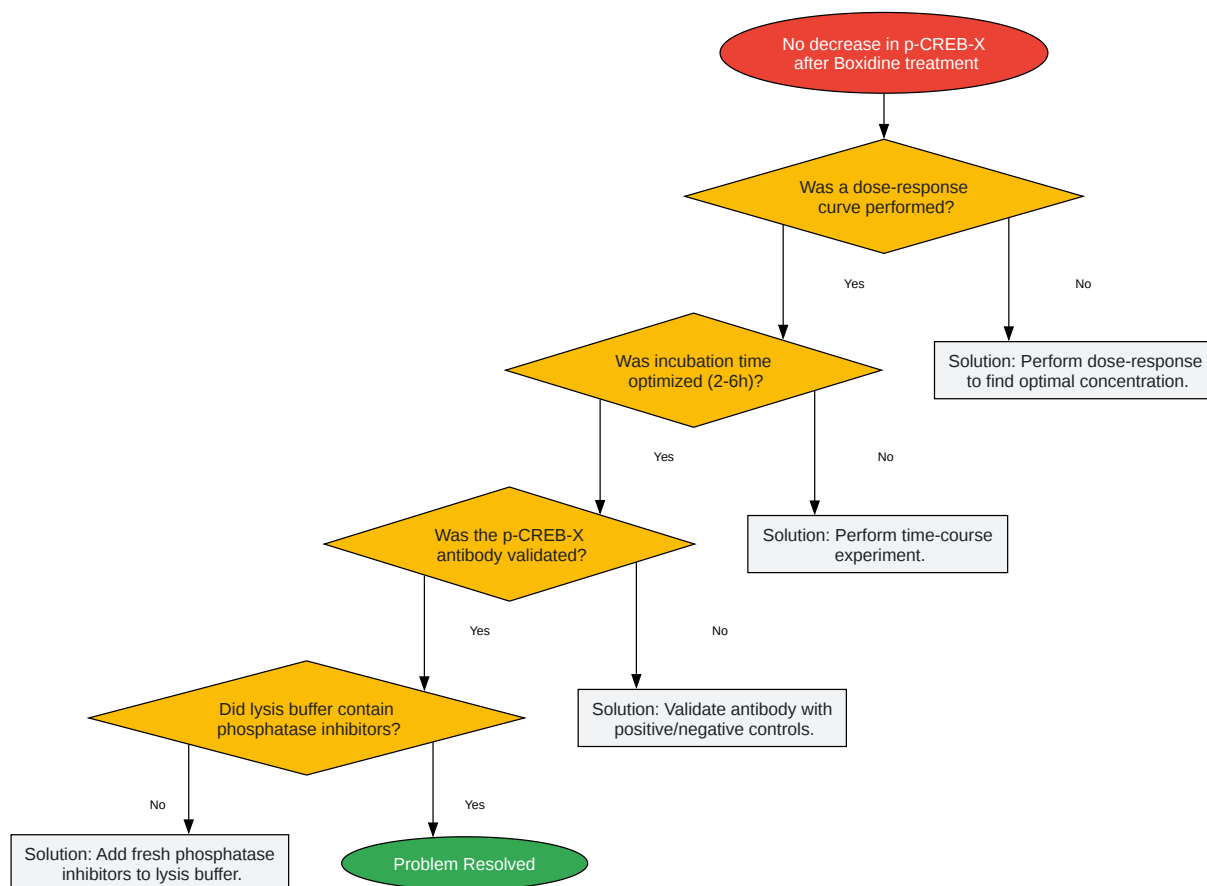 No decrease in p-CREB-X
after Boxidine treatment
Was a dose-response
curve performed?
Yes
No
Was incubation time
optimized (2-6h)?
Solution: Perform dose-response
to find optimal concentration.
Yes
No
Was the p-CREB-X
antibody validated?
Solution: Perform time-course
experiment.
Yes
No
Did lysis buffer contain
phosphatase inhibitors?
Solution: Validate antibody with
positive/negative controls.
No
Yes
Solution: Add fresh phosphatase
inhibitors to lysis buffer.
Problem Resolved